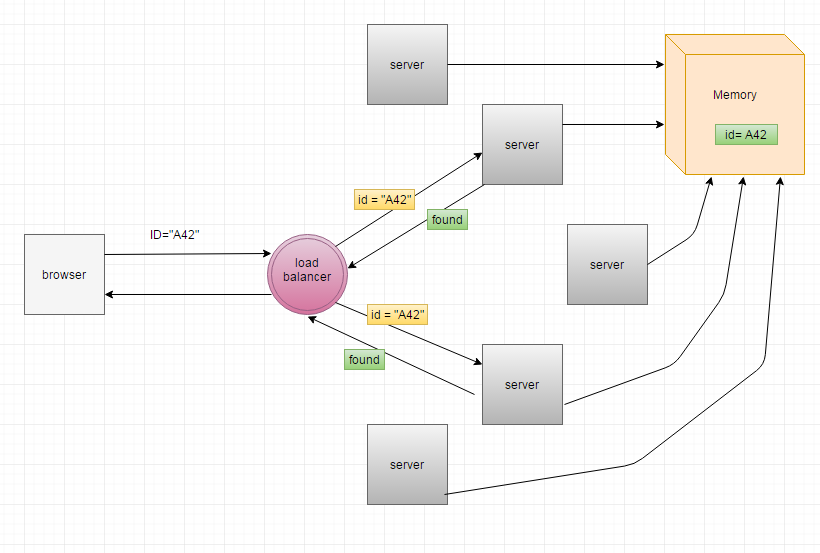 server
Memory
id= A42
server
id = "A42"
found
ID="A42"
server
browser
load
balancer
id = "A42"
found
server
server